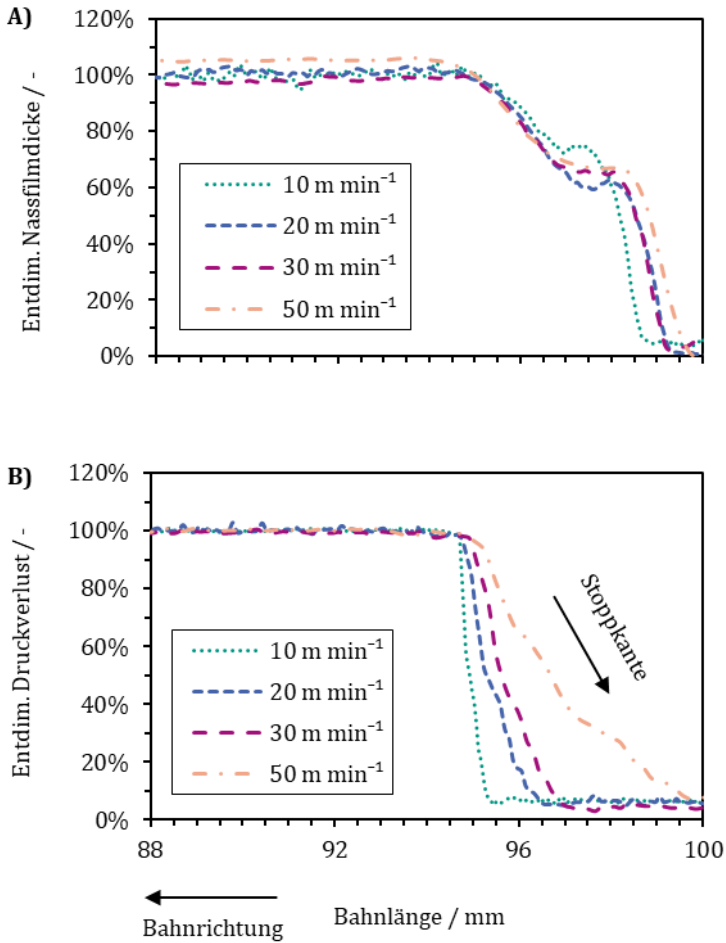 A)
Entdim. Nassfilmdicke / -
120%
100%
80%
60%
40%
20%
0%
10 m min⁻¹
20 m min⁻¹
30 m min⁻¹
50 m min⁻¹
B)
Entdim. Druckverlust / -
120%
100%
80%
60%
40%
20%
0%
10 m min⁻¹
20 m min⁻¹
30 m min⁻¹
50 m min⁻¹
Stoppkante
88
92
96
100
Bahnrichtung
Bahnlänge / mm